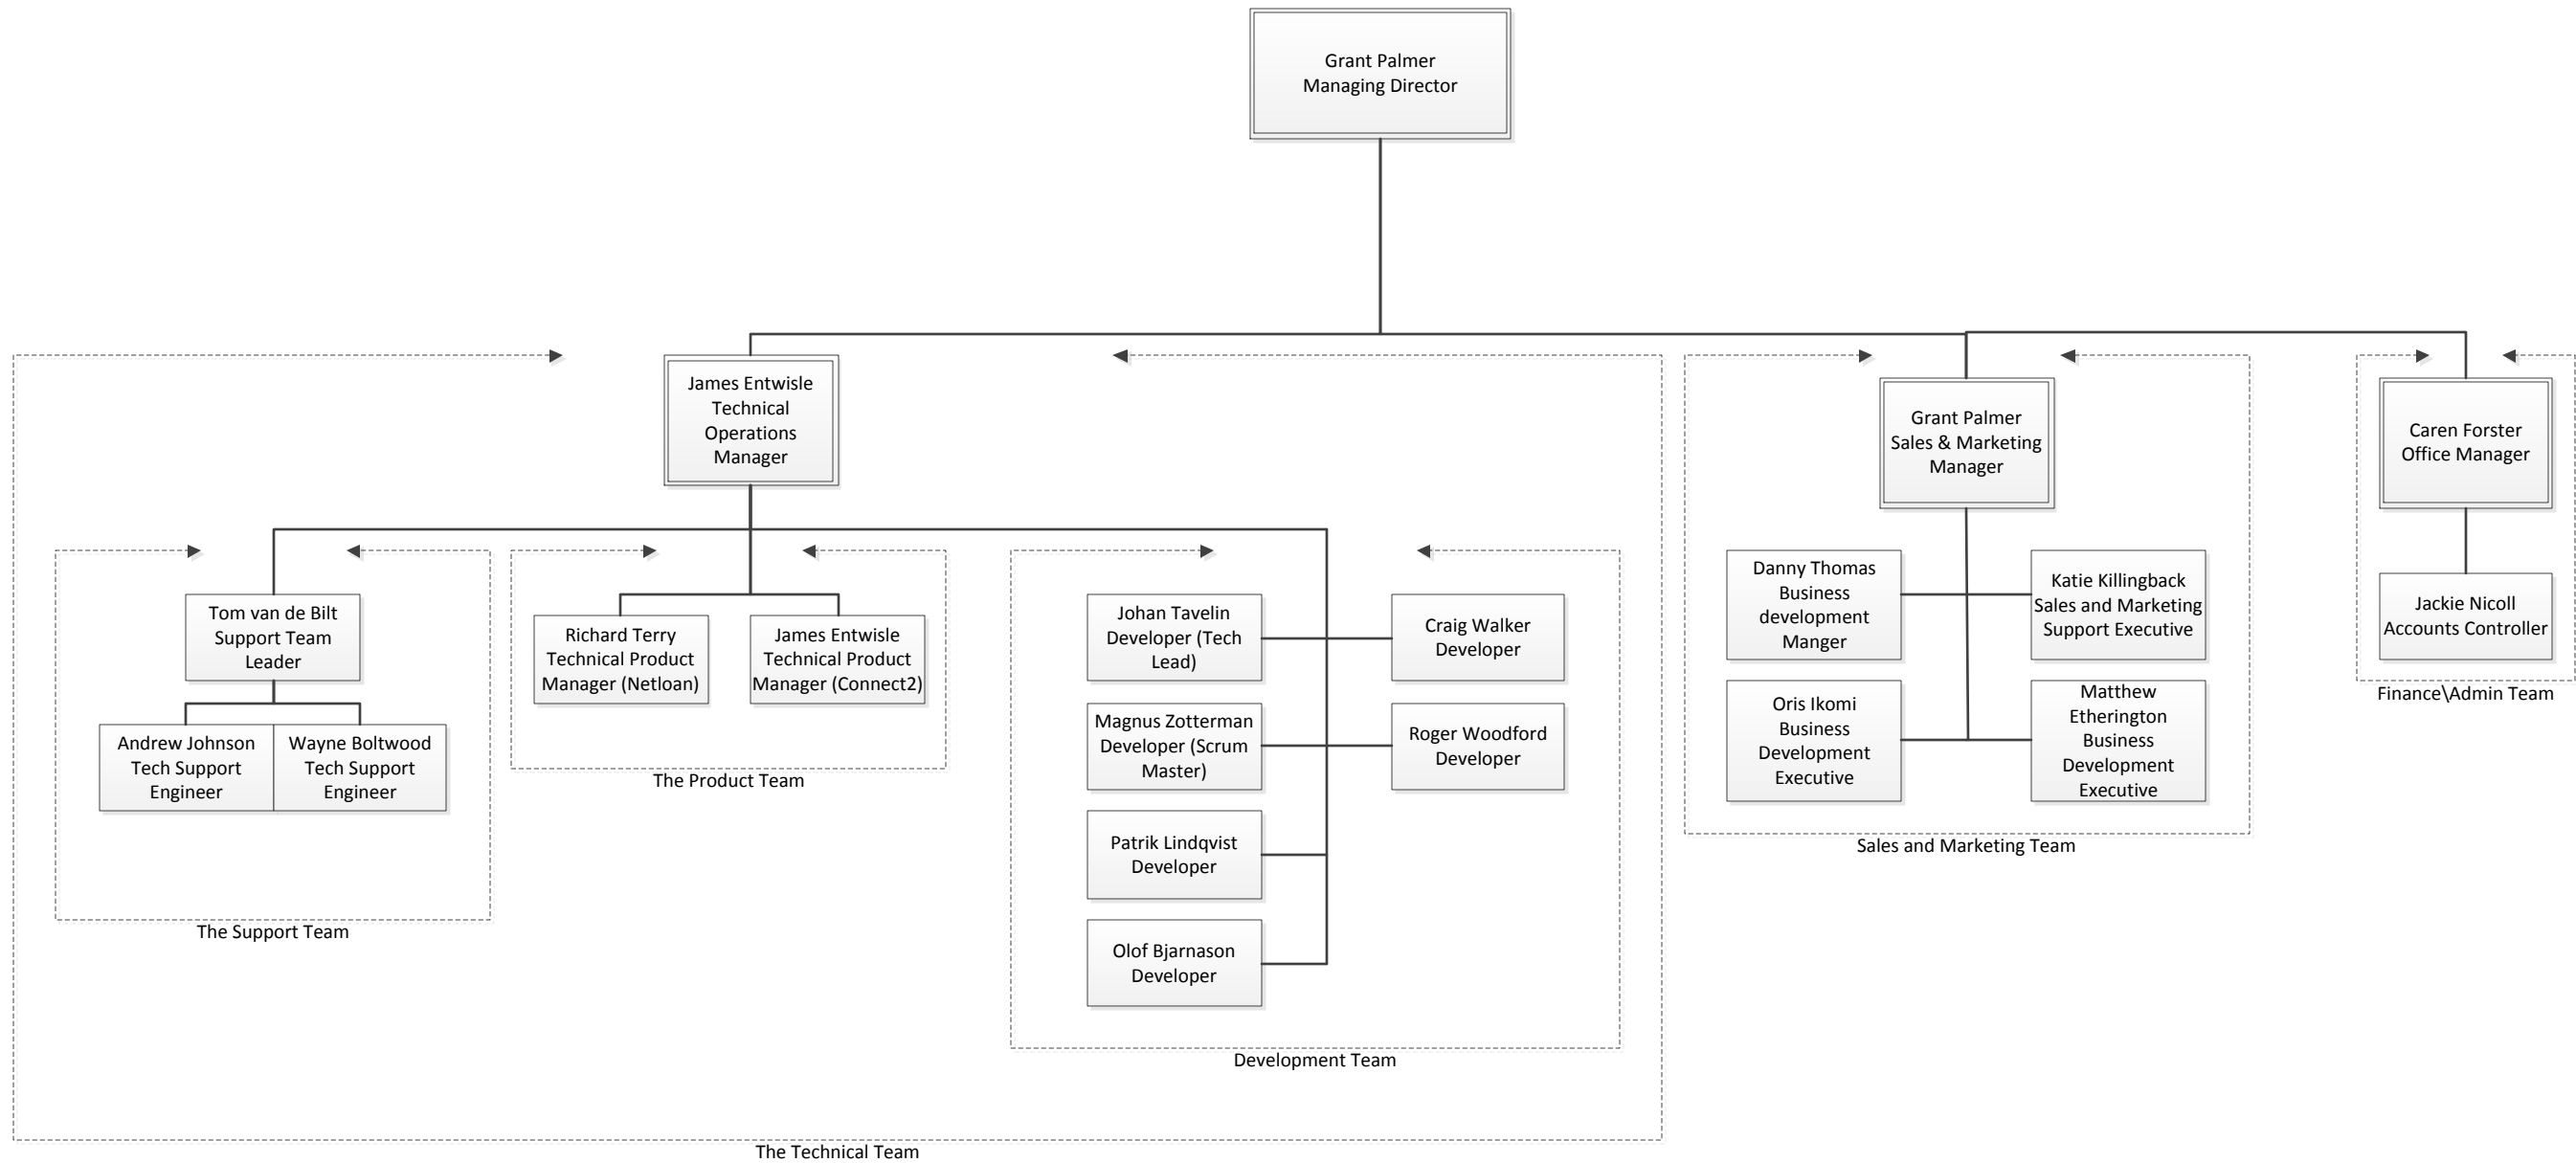 Grant Palmer
Managing Director
James Entwisle
Technical
Operations
Manager
Grant Palmer
Sales & Marketing
Manager
Caren Forster
Office Manager
Tom van de Bilt
Support Team
Leader
Andrew Johnson
Tech Support
Engineer
Wayne Boltwood
Tech Support
Engineer
The Support Team
Richard Terry
Technical Product
Manager (Netloan)
James Entwisle
Technical Product
Manager (Connect2)
The Product Team
Johan Tavelin
Developer (Tech
Lead)
Craig Walker
Developer
Magnus Zotterman
Developer (Scrum
Master)
Roger Woodford
Developer
Patrik Lindqvist
Developer
Olof Bjarnason
Developer
Development Team
The Technical Team
Danny Thomas
Business
development
Manger
Katie Killingback
Sales and Marketing
Support Executive
Oris Ikomi
Business
Development
Executive
Matthew
Etherington
Business
Development
Executive
Sales and Marketing Team
Jackie Nicoll
Accounts Controller
Finance\Admin Team